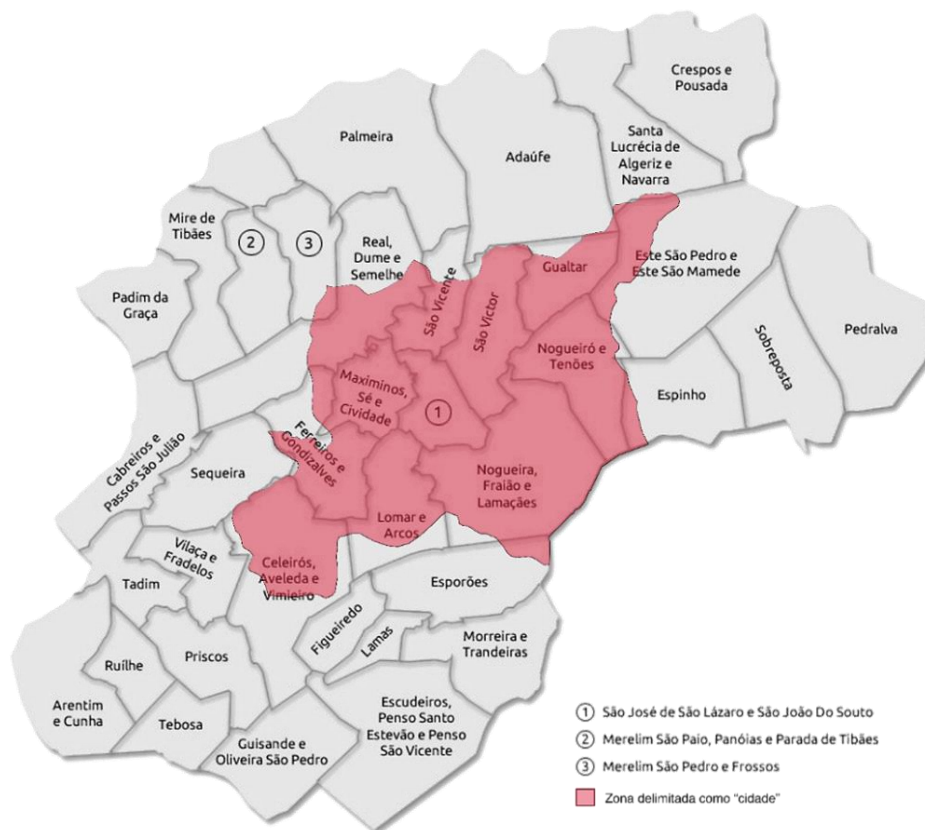 Crespos e
Pousada
Palmeira
Adaúfe
Santa
Lucrécia de
Algeriz e
Navarra
Mire de
Tibães
2
3
Real,
Dume e
Semelhe
São Vicente
São Victor
Gualtar
Este São Pedro e
Este São Mamede
Padim da
Graça
Pedralva
Sobreposta
Nogueiró e
Tenões
Maximinos,
Sé e
Cividade
1
Espinho
Cabreiros e
Passos São Julião
Ferreiros e
Gondizalves
Sequeira
Nogueira,
Fraião e
Lamaçães
Lomar e
Arcos
Vilaça e
Fradelos
Celeirós,
Aveleda e
Vimieiro
Tadim
Esporões
Figueiredo
Lamas
Morreira e
Trandeiras
Ruílhe
Priscos
Arentim
e Cunha
Tebosa
Guisande e
Oliveira São Pedro
Escudeiros,
Penso Santo
Estevão e Penso
São Vicente
1 São José de São Lázaro e São João Do Souto
2 Merelim São Paio, Panóias e Parada de Tibães
3 Merelim São Pedro e Frossos
Zona delimitada como "cidade"